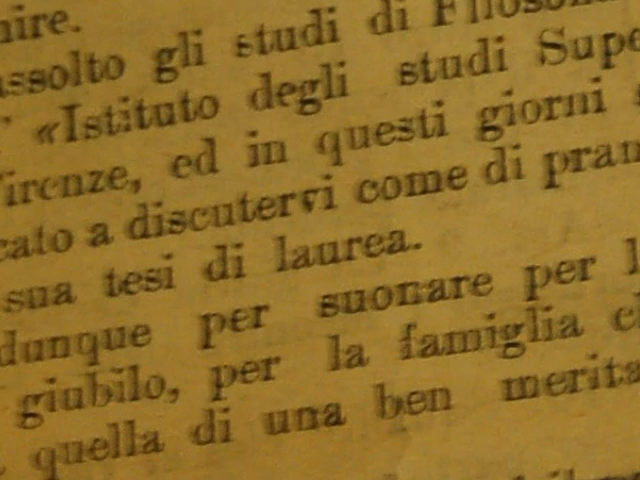 nire.
assolto gli studi di Filoso
«Istituto degli studi Supe
Firenze, ed in questi giorni
cato a discutervi come di pran
sua tesi di laurea.
dunque per suonare per l
giubilo, per la famiglia c
quella di una ben merita